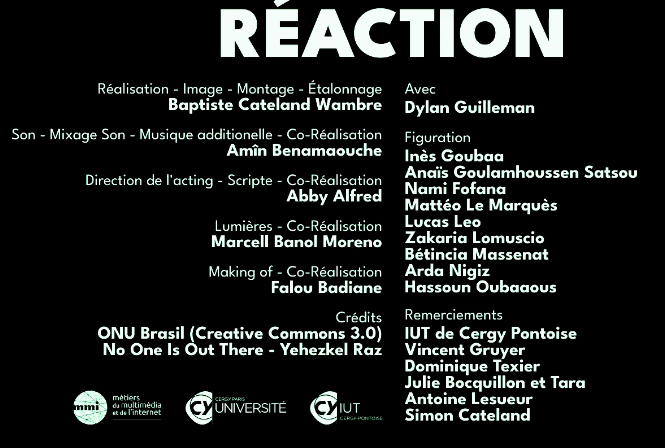 RÉACTION
Réalisation - Image - Montage - Étalonnage
Baptiste Cateland Wambre
Son - Mixage Son - Musique additionelle - Co-Réalisation
Amîn Benamaouche
Direction de l'acting - Scripte - Co-Réalisation
Abby Alfred
Lumières - Co-Réalisation
Marcell Banol Moreno
Making of - Co-Réalisation
Falou Badiane
Crédits
ONU Brasil (Creative Commons 3.0)
No One Is Out There - Yehezkel Raz
Avec
Dylan Guilleman
Figuration
Inès Goubaa
Anaïs Goulamhoussen Satsou
Nami Fofana
Mattéo Le Marquès
Lucas Leo
Zakaria Lomuscio
Bétincia Massenat
Arda Nigiz
Hassoun Oubaaous
Remerciements
IUT de Cergy Pontoise
Vincent Gruyer
Dominique Texier
Julie Bocquillon et Tara
Antoine Lesueur
Simon Cateland
mmi
métiers
du multimédia
et de l'internet
CY
CERGY PARIS
UNIVERSITÉ
CY
IUT
CERGY-PONTOISE